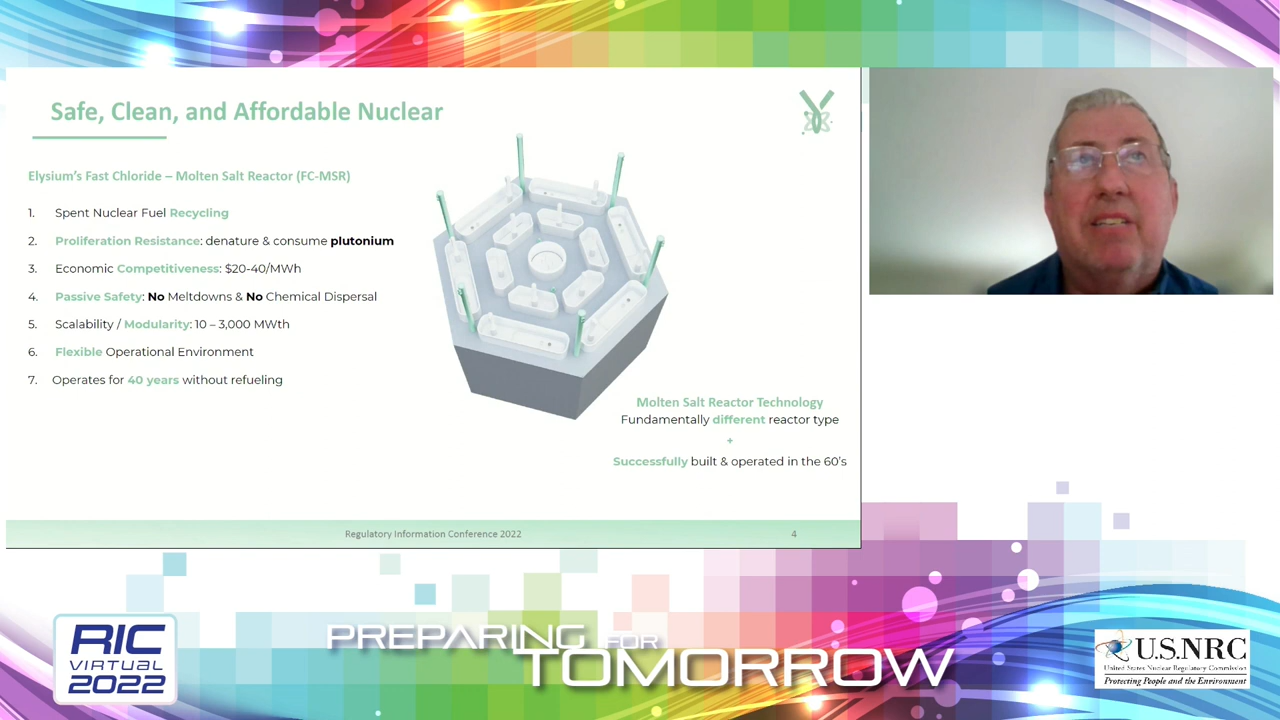 Safe, Clean, and Affordable Nuclear
Elysium's Fast Chloride – Molten Salt Reactor (FC-MSR)
1. Spent Nuclear Fuel Recycling
2. Proliferation Resistance: denature & consume plutonium
3. Economic Competitiveness: $20-40/MWh
4. Passive Safety: No Meltdowns & No Chemical Dispersal
5. Scalability / Modularity: 10 – 3,000 MWth
6. Flexible Operational Environment
7. Operates for 40 years without refueling
Molten Salt Reactor Technology
Fundamentally different reactor type
+
Successfully built & operated in the 60's
Regulatory Information Conference 2022
4
RIC
VIRTUAL
2022
PREPARING FOR
TOMORROW
U.S.NRC
United States Nuclear Regulatory Commission
Protecting People and the Environment